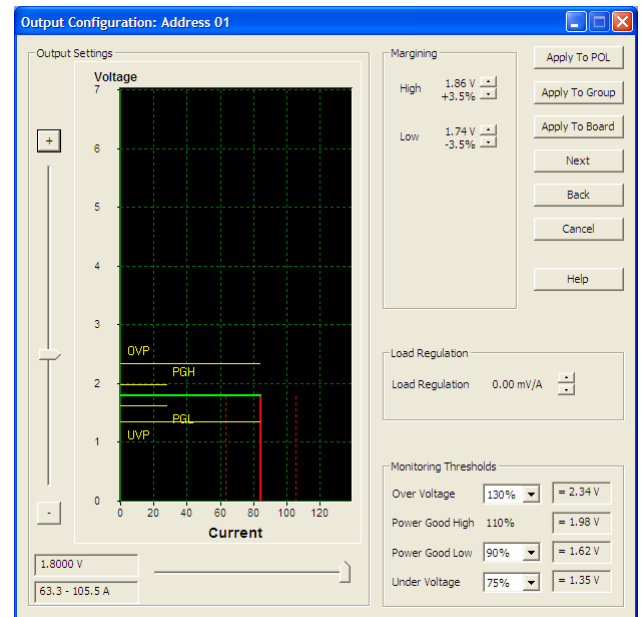 Output Configuration: Address 01
Output Settings
Voltage
7
6
5
4
3
2
1
0
OVP
PGH
PGL
UVP
0 20 40 60 80 100 120
Current
+
-
1.8000 V
63.3 - 105.5 A
Margining
High 1.86 V
+3.5%
Low 1.74 V
-3.5%
Apply To POL
Apply To Group
Apply To Board
Next
Back
Cancel
Help
Load Regulation
Load Regulation 0.00 mV/A
Monitoring Thresholds
Over Voltage 130% = 2.34 V
Power Good High 110% = 1.98 V
Power Good Low 90% = 1.62 V
Under Voltage 75% = 1.35 V